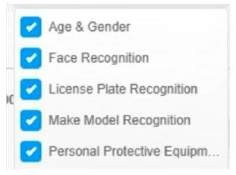 Age & Gender
Face Recognition
License Plate Recognition
Make Model Recognition
Personal Protective Equipm...